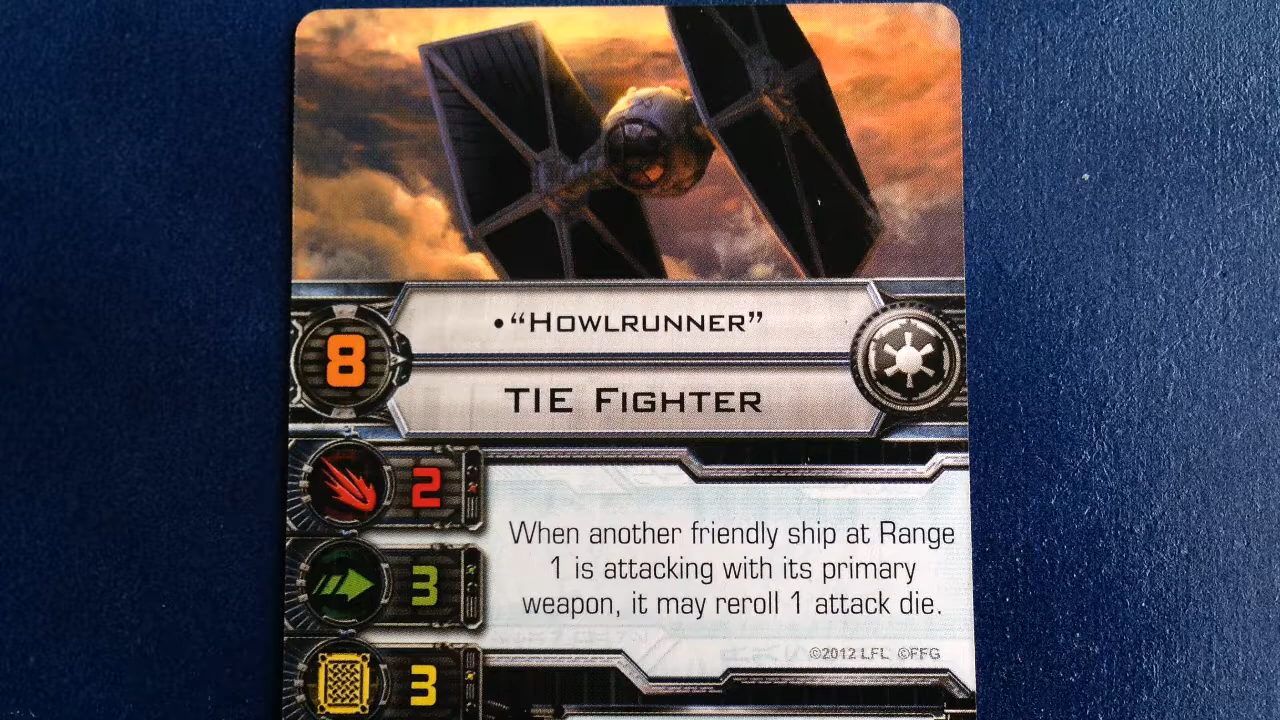 •“HOWLRUNNER”
8
TIE FIGHTER
2
When another friendly ship at Range
1 is attacking with its primary
weapon, it may reroll 1 attack die.
3
©2012 LFL ©FFG
3